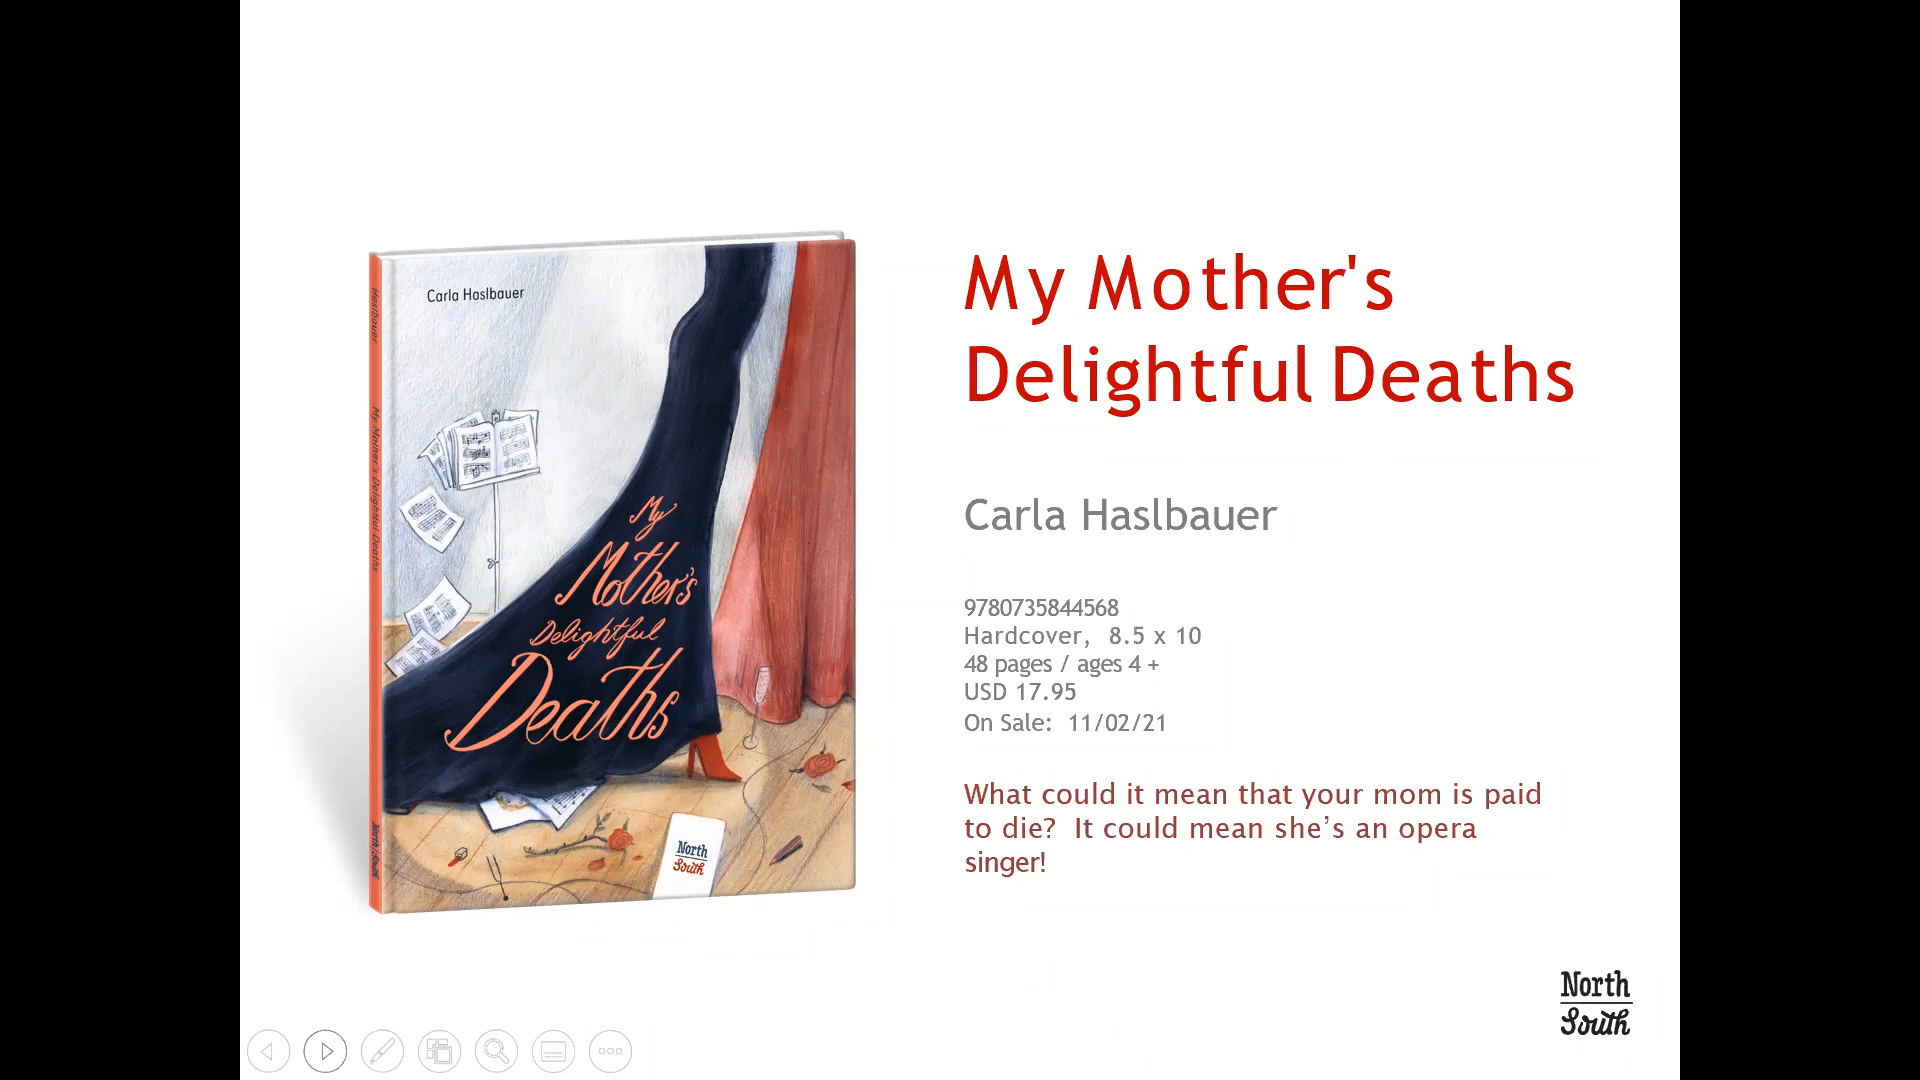 Carla Haslbauer
My
Mother's
Delightful
Deaths
North
South
Haslbauer
My Mother's Delightful Deaths
North South
My Mother's
Delightful Deaths
Carla Haslbauer
9780735844568
Hardcover, 8.5 x 10
48 pages / ages 4 +
USD 17.95
On Sale: 11/02/21
What could it mean that your mom is paid
to die? It could mean she’s an opera
singer!
North
South